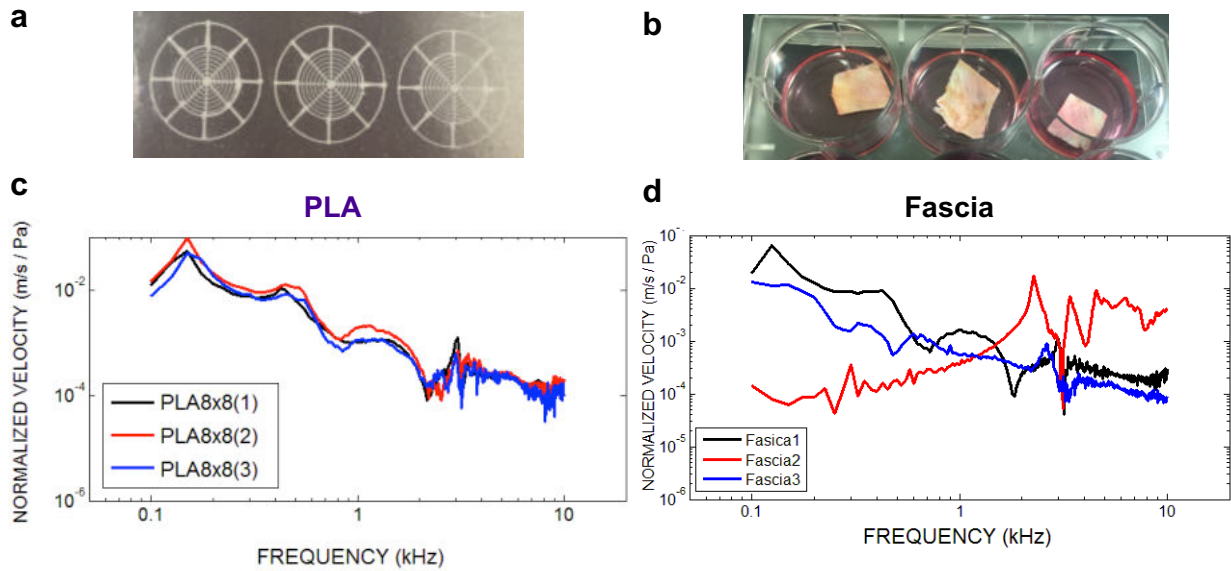 a
b
c
PLA
NORMALIZED VELOCITY (m/s / Pa)
10⁻²
10⁻⁴
10⁻⁶
PLA8x8(1)
PLA8x8(2)
PLA8x8(3)
0.1
1
10
FREQUENCY (kHz)
d
Fascia
NORMALIZED VELOCITY (m/s / Pa)
10⁻¹
10⁻²
10⁻³
10⁻⁴
10⁻⁵
10⁻⁶
Fasica1
Fascia2
Fascia3
0.1
1
10
FREQUENCY (kHz)